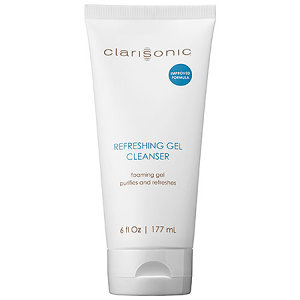 clarisonic
IMPROVED
FORMULA
REFRESHING GEL
CLEANSER
foaming gel
purifies and refreshes
6 fl Oz | 177 mL